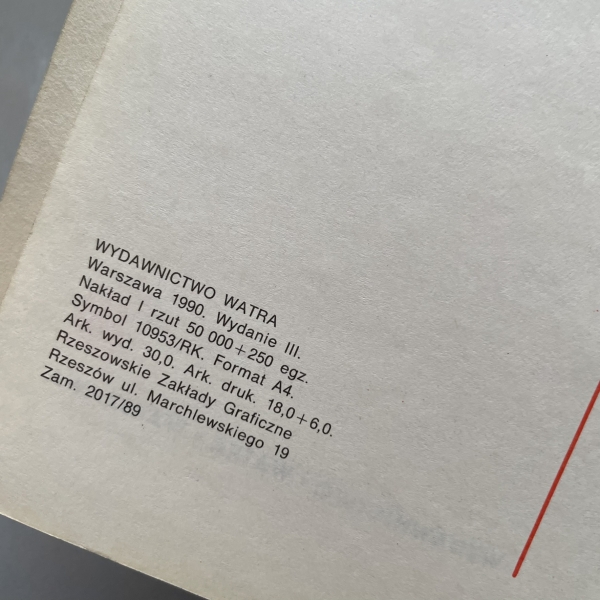 WYDAWNICTWO WATRA
Warszawa 1990. Wydanie III.
Nakład I rzut 50 000+250 egz.
Symbol 10953/RK. Format A4.
Ark. wyd. 30,0. Ark. druk. 18,0+6,0.
Rzeszowskie Zakłady Graficzne
Rzeszów ul. Marchlewskiego 19
Zam. 2017/89